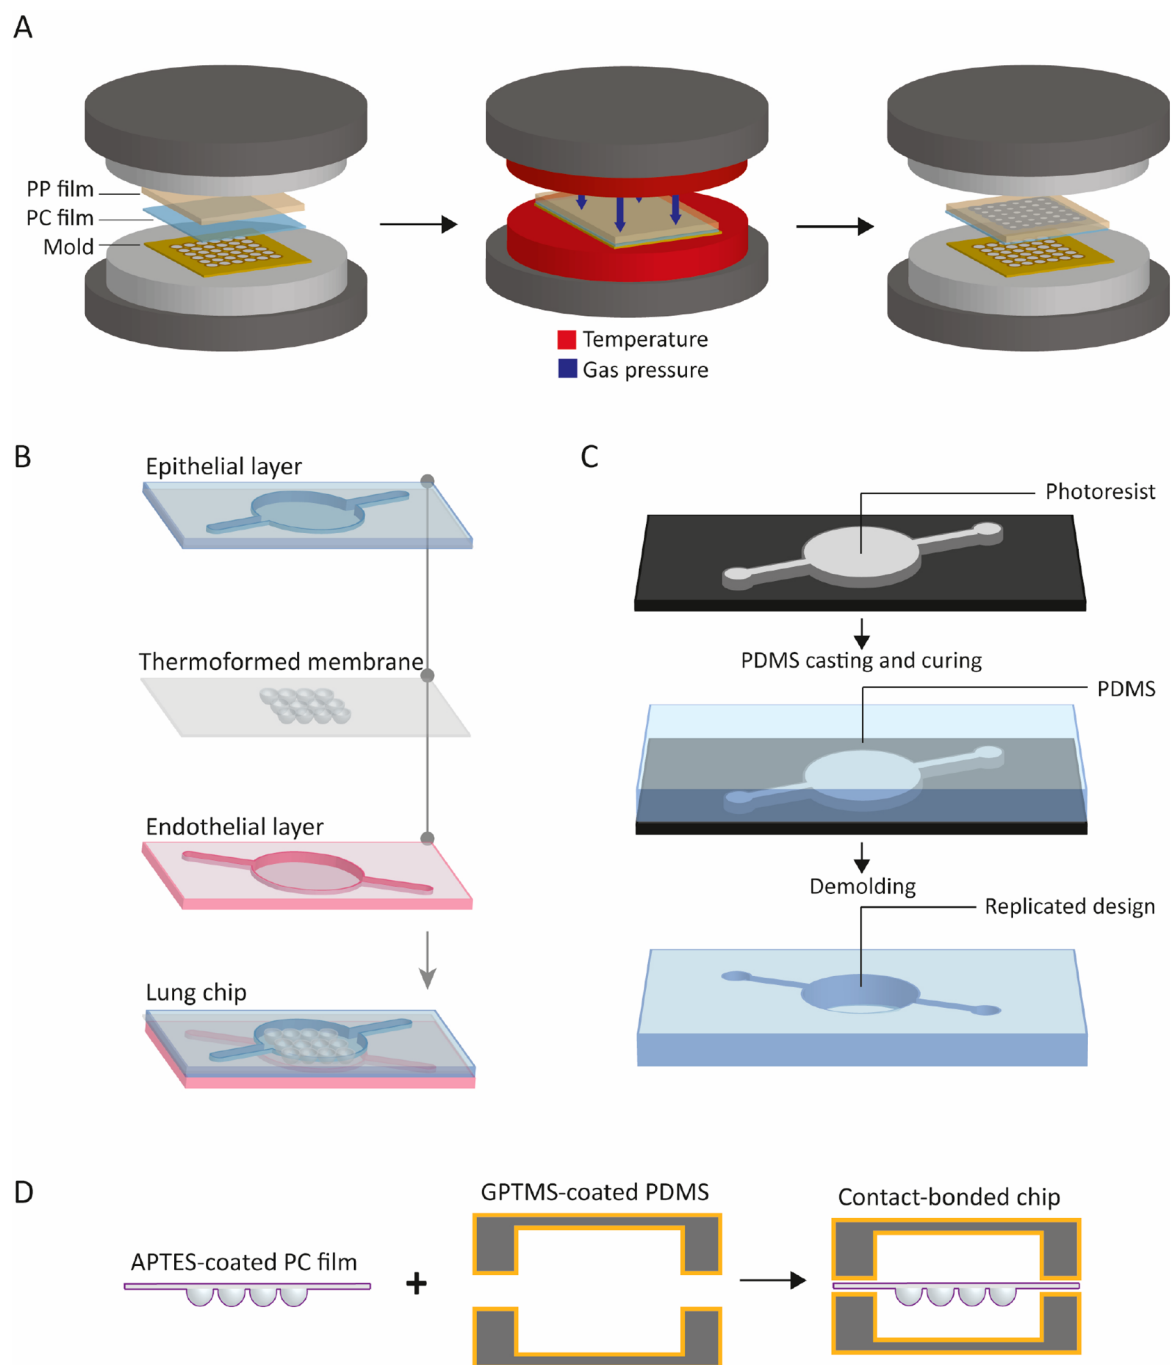 A
PP film
PC film
Mold
Temperature
Gas pressure
B
Epithelial layer
Thermoformed membrane
Endothelial layer
Lung chip
C
Photoresist
PDMS casting and curing
PDMS
Demolding
Replicated design
D
APTES-coated PC film
+
GPTMS-coated PDMS
Contact-bonded chip